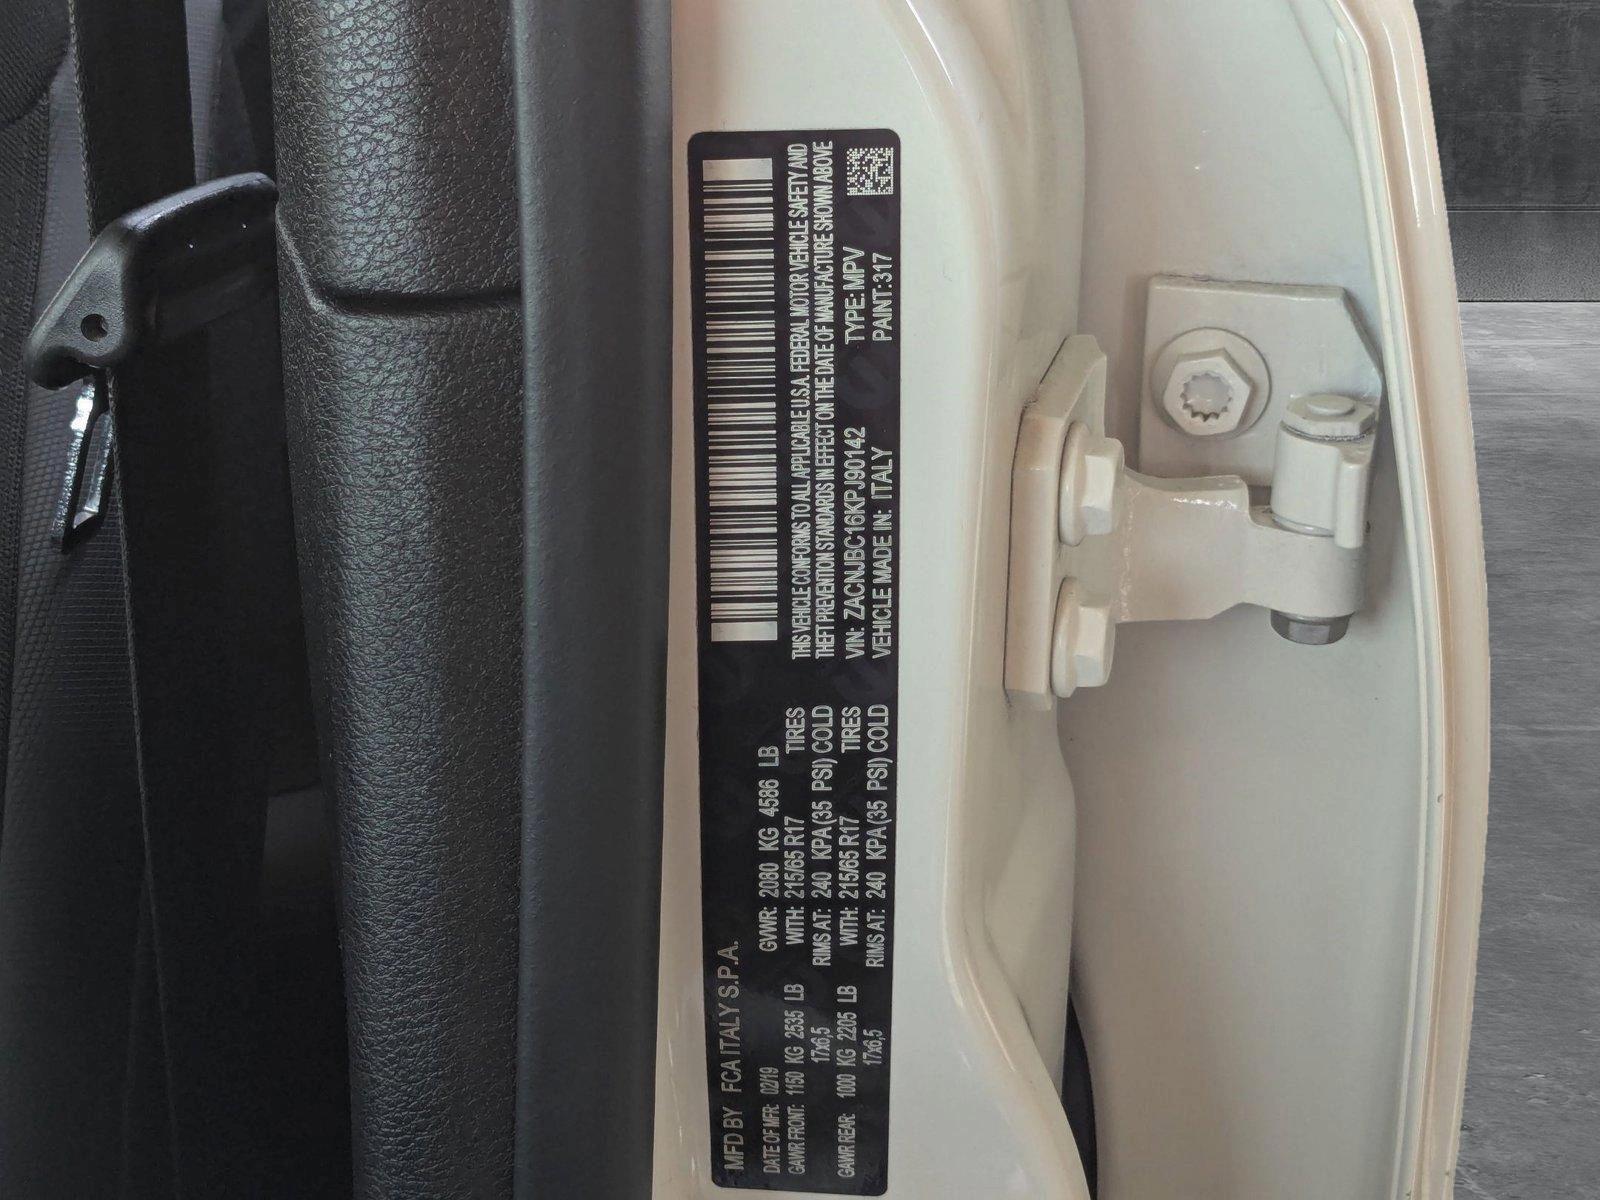 MFD BY FCA ITALY S.P.A.
DATE OF MFR: 02/19
GVWR: 2080 KG 4586 LB
GAWR FRONT: 1150 KG 2535 LB
WITH: 215/65 R17 TIRES
17x6,5
RIMS AT: 240 KPA(35 PSI) COLD
GAWR REAR: 1000 KG 2205 LB
WITH: 215/65 R17 TIRES
17x6,5
RIMS AT: 240 KPA(35 PSI) COLD
THIS VEHICLE CONFORMS TO ALL APPLICABLE U.S.A. FEDERAL MOTOR VEHICLE SAFETY AND
THEFT PREVENTION STANDARDS IN EFFECT ON THE DATE OF MANUFACTURE SHOWN ABOVE
VIN: ZACNJBC16KPJ90142 TYPE: MPV
VEHICLE MADE IN: ITALY PAINT:317